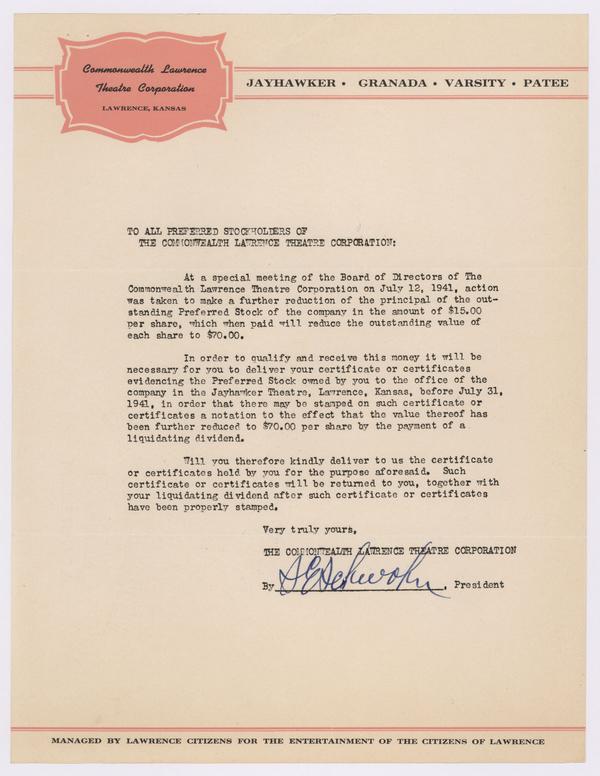 Commonwealth Lawrence
Theatre Corporation
LAWRENCE, KANSAS
JAYHAWKER • GRANADA • VARSITY • PATEE
TO ALL PREFERRED STOCKHOLDERS OF
THE COMMONWEALTH LAWRENCE THEATRE CORPORATION:
At a special meeting of the Board of Directors of The
Commonwealth Lawrence Theatre Corporation on July 12, 1941, action
was taken to make a further reduction of the principal of the out-
standing Preferred Stock of the company in the amount of $15.00
per share, which when paid will reduce the outstanding value of
each share to $70.00.
In order to qualify and receive this money it will be
necessary for you to deliver your certificate or certificates
evidencing the Preferred Stock owned by you to the office of the
company in the Jayhawker Theatre, Lawrence, Kansas, before July 31,
1941, in order that there may be stamped on such certificate or
certificates a notation to the effect that the value thereof has
been further reduced to $70.00 per share by the payment of a
liquidating dividend.
Will you therefore kindly deliver to us the certificate
or certificates held by you for the purpose aforesaid. Such
certificate or certificates will be returned to you, together with
your liquidating dividend after such certificate or certificates
have been properly stamped.
Very truly yours,
THE COMMONWEALTH LAWRENCE THEATRE CORPORATION
By , President
MANAGED BY LAWRENCE CITIZENS FOR THE ENTERTAINMENT OF THE CITIZENS OF LAWRENCE